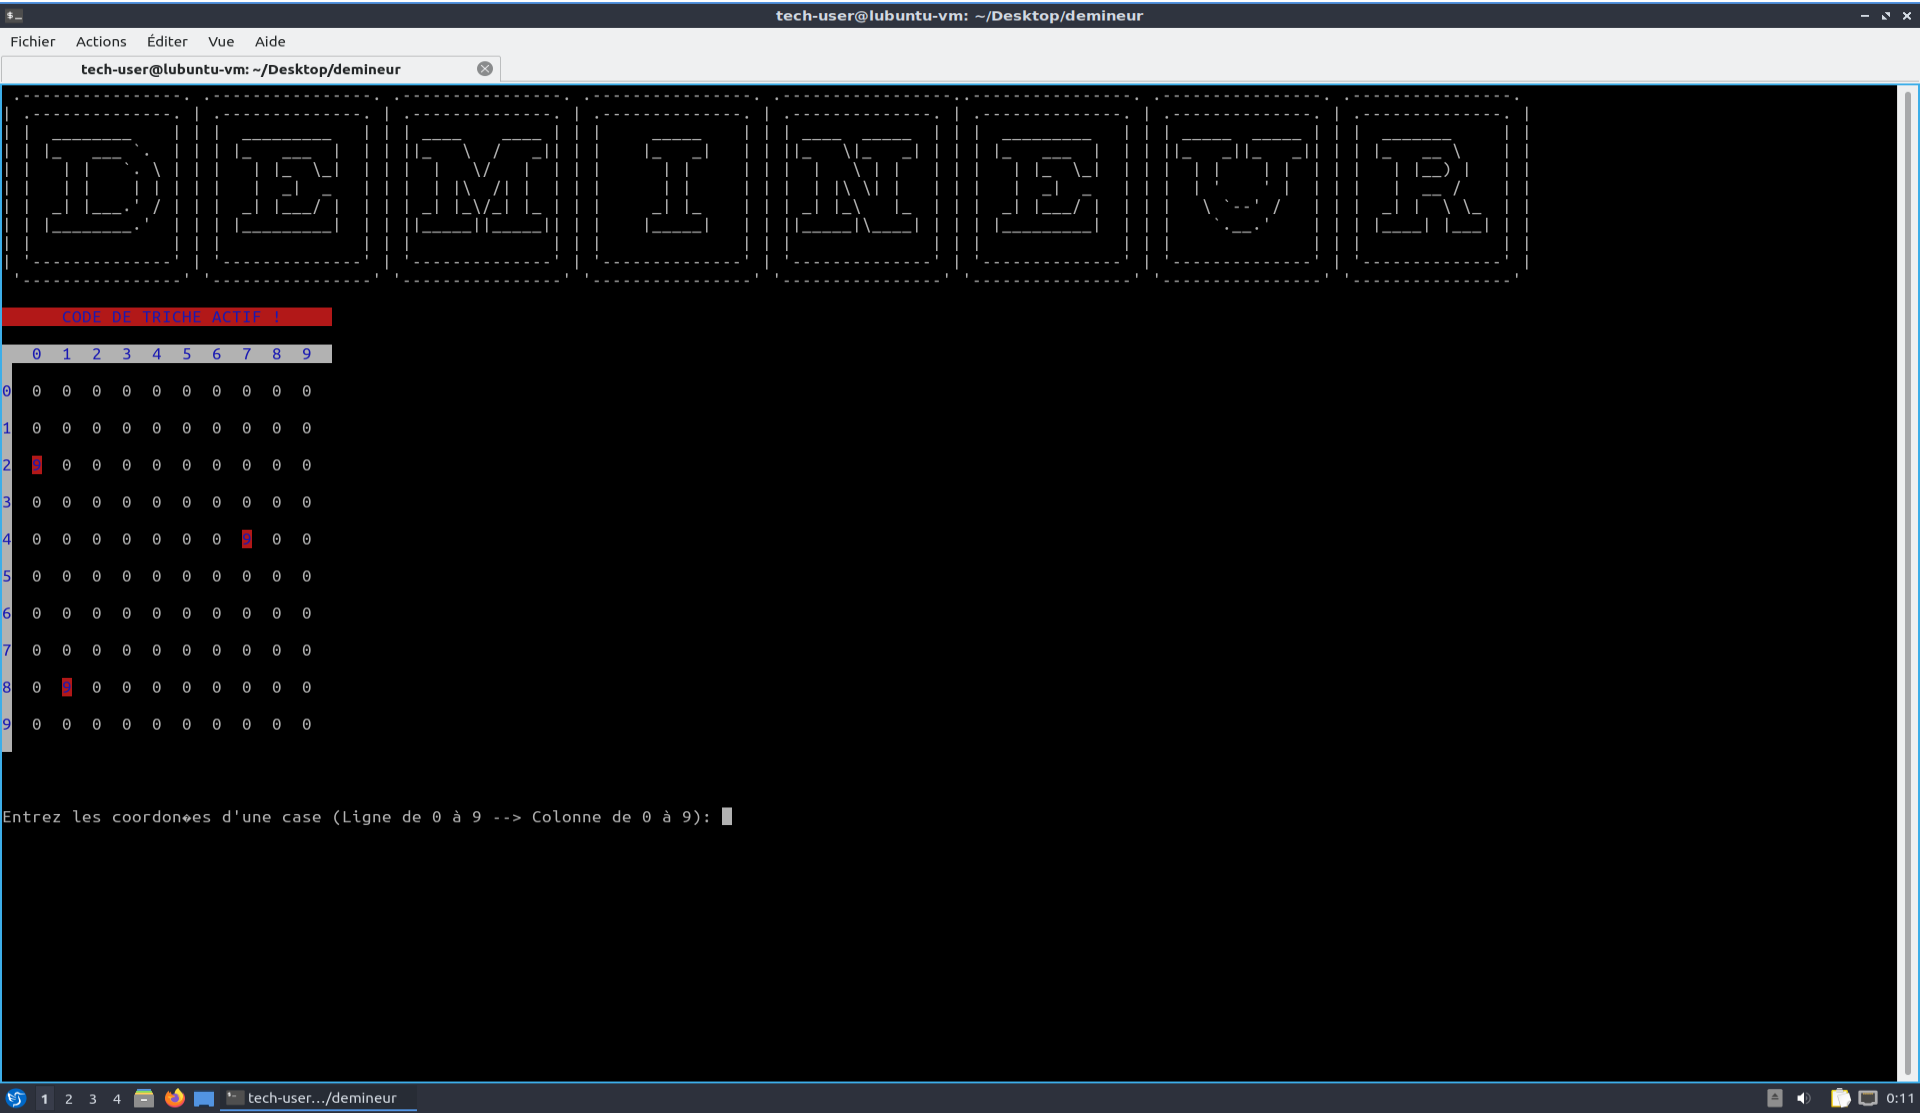 tech-user@lubuntu-vm: ~/Desktop/demineur
Fichier Actions Éditer Vue Aide
tech-user@lubuntu-vm: ~/Desktop/demineur
DEMINEUR
CODE DE TRICHE ACTIF !
0 1 2 3 4 5 6 7 8 9
0 0 0 0 0 0 0 0 0 0 0
1 0 0 0 0 0 0 0 0 0 0
2 9 0 0 0 0 0 0 0 0 0
3 0 0 0 0 0 0 0 0 0 0
4 0 0 0 0 0 0 0 9 0 0
5 0 0 0 0 0 0 0 0 0 0
6 0 0 0 0 0 0 0 0 0 0
7 0 0 0 0 0 0 0 0 0 0
8 0 9 0 0 0 0 0 0 0 0
9 0 0 0 0 0 0 0 0 0 0
Entrez les coordon�es d'une case (Ligne de 0 à 9 --> Colonne de 0 à 9):
1 2 3 4 tech-user…/demineur 0:11